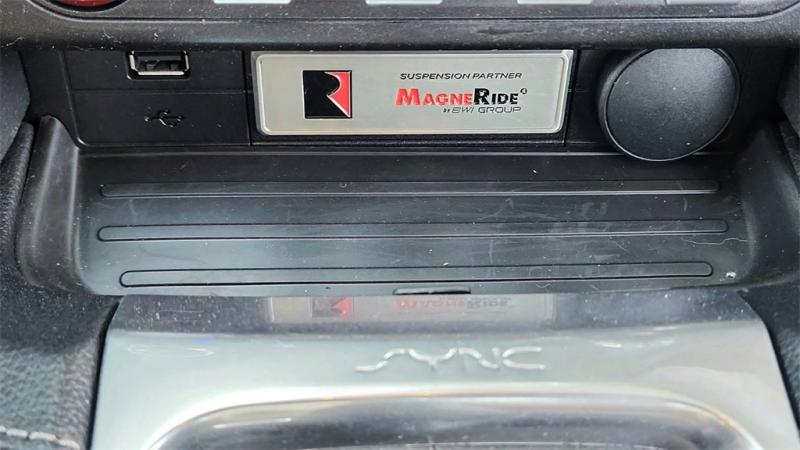 R
SUSPENSION PARTNER
MAGNERIDE®
BY BWI GROUP
SYNC